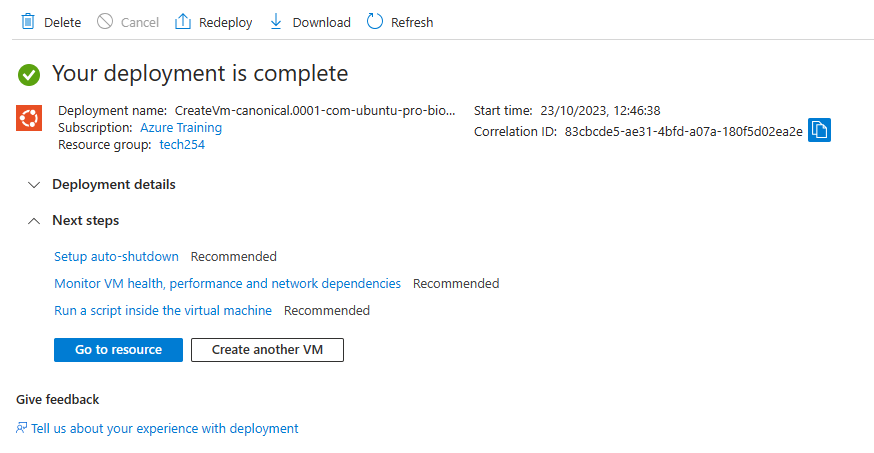 Delete Cancel Redeploy Download Refresh
Your deployment is complete
Deployment name: CreateVm-canonical.0001-com-ubuntu-pro-bio... Start time: 23/10/2023, 12:46:38
Subscription: Azure Training Correlation ID: 83cbcde5-ae31-4bfd-a07a-180f5d02ea2e
Resource group: tech254
Deployment details
Next steps
Setup auto-shutdown Recommended
Monitor VM health, performance and network dependencies Recommended
Run a script inside the virtual machine Recommended
Go to resource Create another VM
Give feedback
Tell us about your experience with deployment